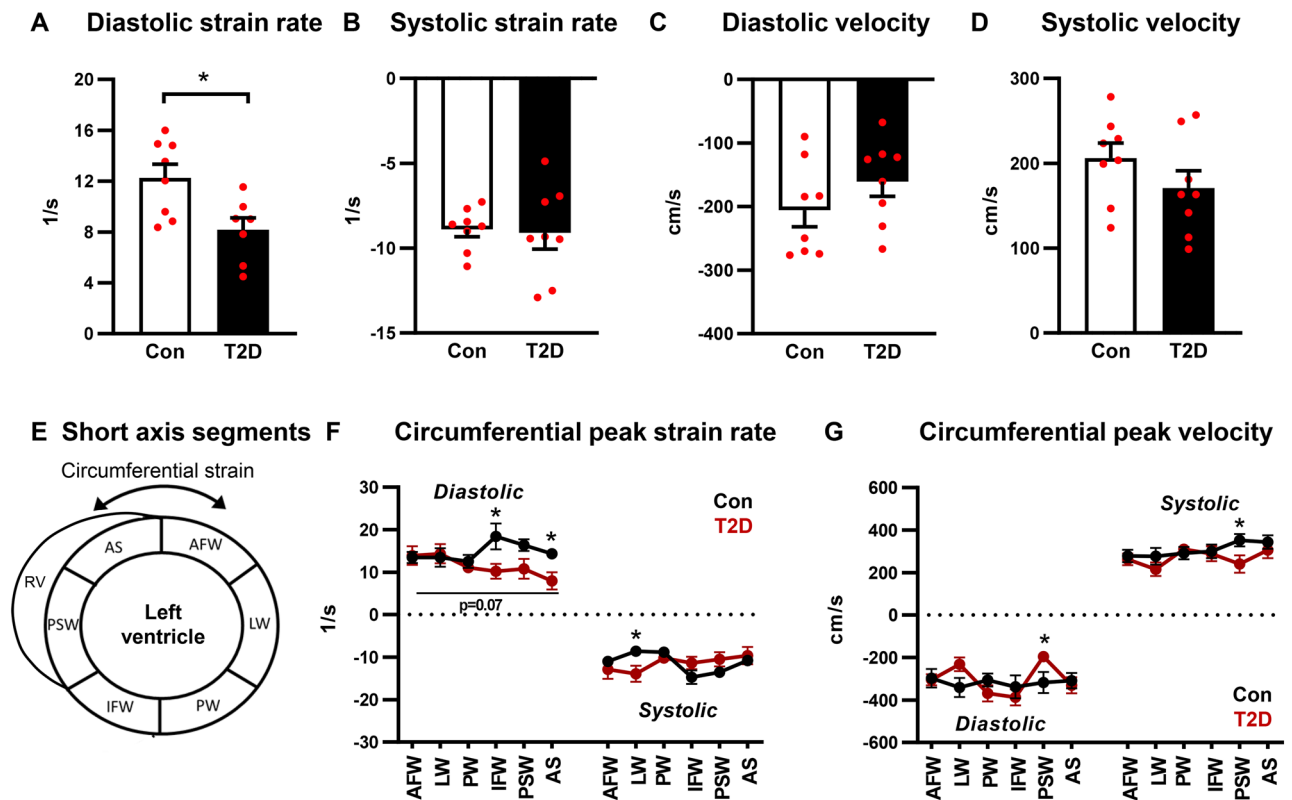 A Diastolic strain rate
B Systolic strain rate
C Diastolic velocity
D Systolic velocity
20
16
12
8
4
0
1/s
*
Con T2D
0
-5
-10
-15
1/s
Con T2D
0
-100
-200
-300
-400
cm/s
Con T2D
300
200
100
0
cm/s
Con T2D
E Short axis segments
Circumferential strain
AS
AFW
RV
PSW
LW
Left
ventricle
IFW
PW
F Circumferential peak strain rate
30
20
10
0
-10
-20
-30
1/s
Diastolic
*
*
Con
T2D
p=0.07
*
Systolic
AFW
LW
PW
IFW
PSW
AS
AFW
LW
PW
IFW
PSW
AS
G Circumferential peak velocity
600
400
200
0
-200
-400
-600
cm/s
Systolic
*
*
Diastolic
Con
T2D
AFW
LW
PW
IFW
PSW
AS
AFW
LW
PW
IFW
PSW
AS